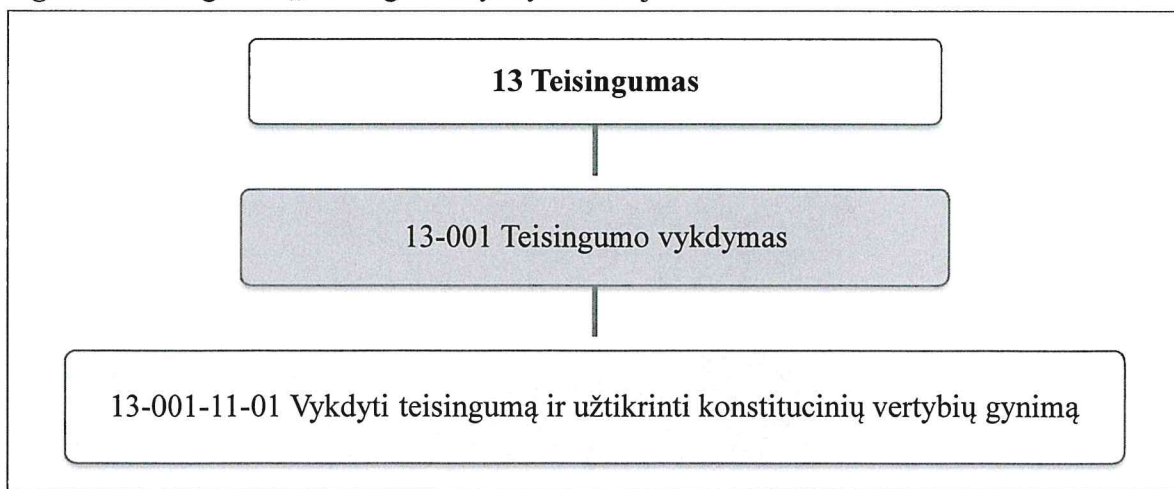 13 Teisingumas
13-001 Teisingumo vykdymas
13-001-11-01 Vykdyti teisingumą ir užtikrinti konstitucinių vertybių gynimą